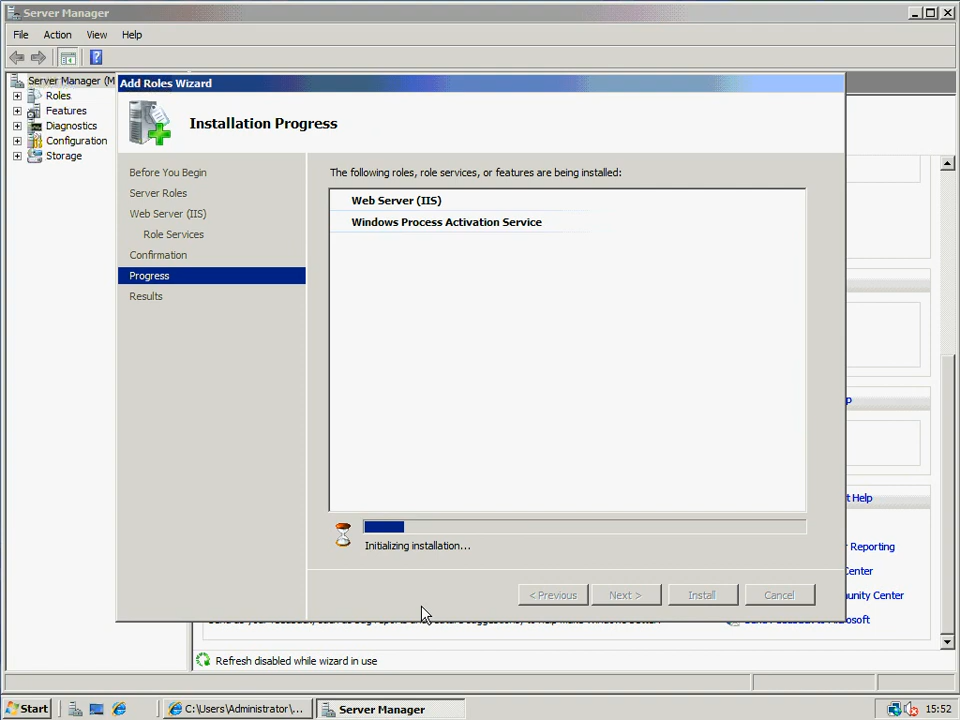 Server Manager
File Action View Help
Server Manager (M
Roles
Features
Diagnostics
Configuration
Storage
Add Roles Wizard
Installation Progress
Before You Begin
Server Roles
Web Server (IIS)
Role Services
Confirmation
Progress
Results
The following roles, role services, or features are being installed:
Web Server (IIS)
Windows Process Activation Service
Initializing installation...
< Previous Next > Install Cancel
p
t Help
Reporting
Center
unity Center
Refresh disabled while wizard in use
Start
C:\Users\Administrator\...
Server Manager
15:52